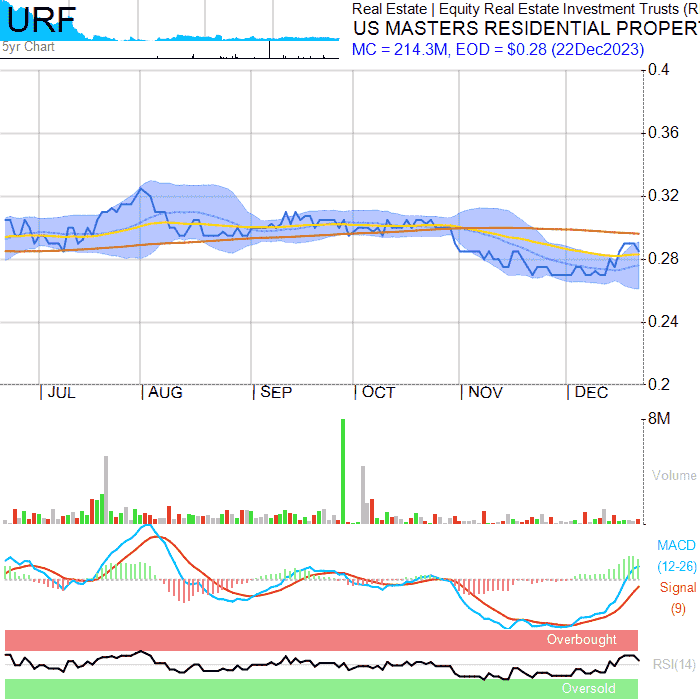 URF
5yr Chart
Real Estate | Equity Real Estate Investment Trusts (R
US MASTERS RESIDENTIAL PROPERT
MC = 214.3M, EOD = $0.28 (22Dec2023)
0.4
0.36
0.32
0.28
0.24
0.2
| JUL | AUG | SEP | OCT | NOV | DEC
8M
Volume
MACD
(12-26)
Signal
(9)
Overbought
RSI(14)
Oversold